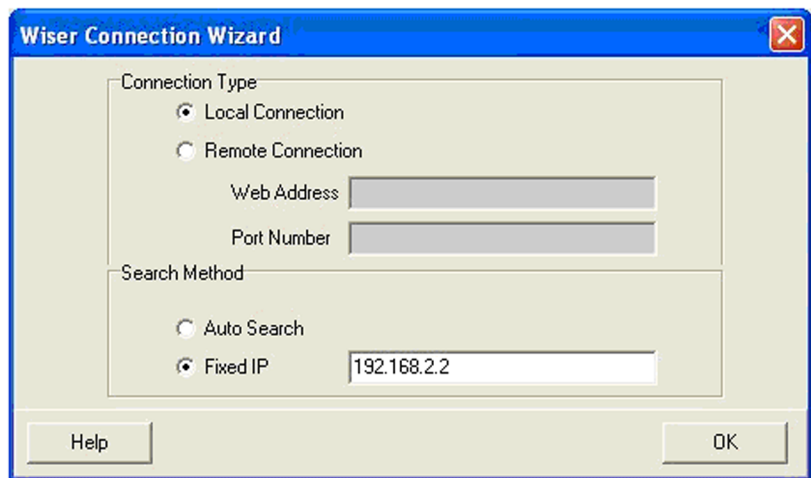 Wiser Connection Wizard
Connection Type
Local Connection
Remote Connection
Web Address
Port Number
Search Method
Auto Search
Fixed IP 192.168.2.2
Help OK